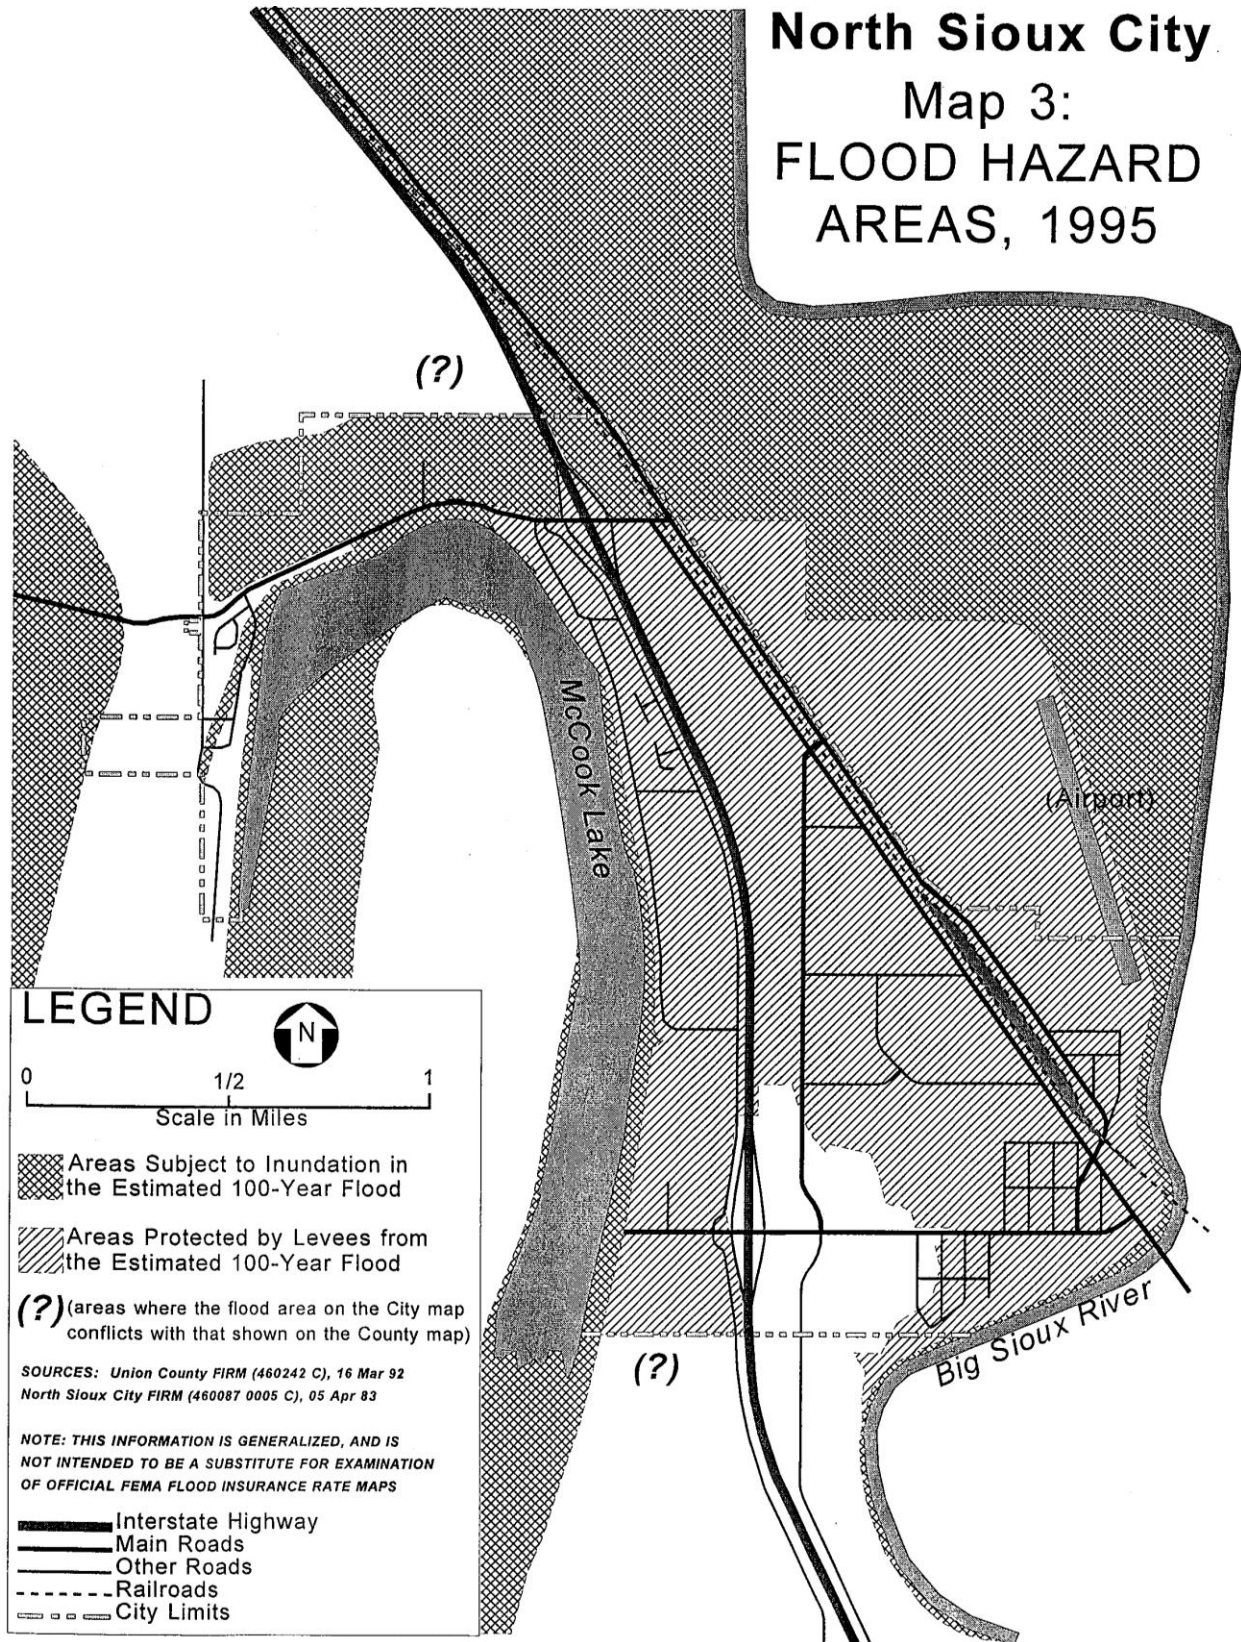 North Sioux City
Map 3:
FLOOD HAZARD
AREAS, 1995
(?)
McCook Lake
(Airport)
Big Sioux River
(?)
LEGEND
N
0 1/2 1
Scale in Miles
Areas Subject to Inundation in
the Estimated 100-Year Flood
Areas Protected by Levees from
the Estimated 100-Year Flood
(?) (areas where the flood area on the City map
conflicts with that shown on the County map)
SOURCES: Union County FIRM (460242 C), 16 Mar 92
North Sioux City FIRM (460087 0005 C), 05 Apr 83
NOTE: THIS INFORMATION IS GENERALIZED, AND IS
NOT INTENDED TO BE A SUBSTITUTE FOR EXAMINATION
OF OFFICIAL FEMA FLOOD INSURANCE RATE MAPS
Interstate Highway
Main Roads
Other Roads
Railroads
City Limits